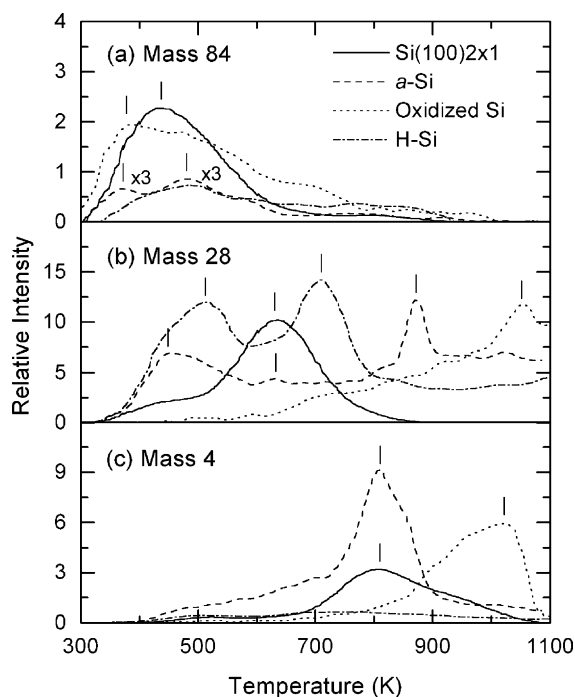 4
3
2
1
0
(a) Mass 84
Si(100)2x1
a-Si
Oxidized Si
H-Si
x3
x3
15
10
5
0
(b) Mass 28
Relative Intensity
9
6
3
0
(c) Mass 4
300 500 700 900 1100
Temperature (K)